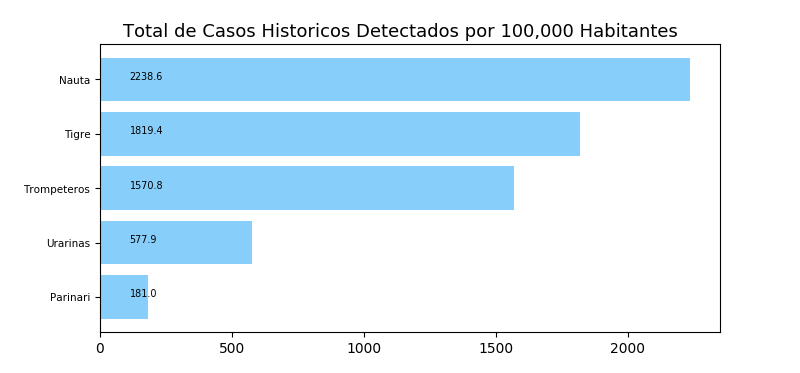 Total de Casos Historicos Detectados por 100,000 Habitantes
Nauta 2238.6
Tigre 1819.4
Trompeteros 1570.8
Urarinas 577.9
Parinari 181.0
0 500 1000 1500 2000